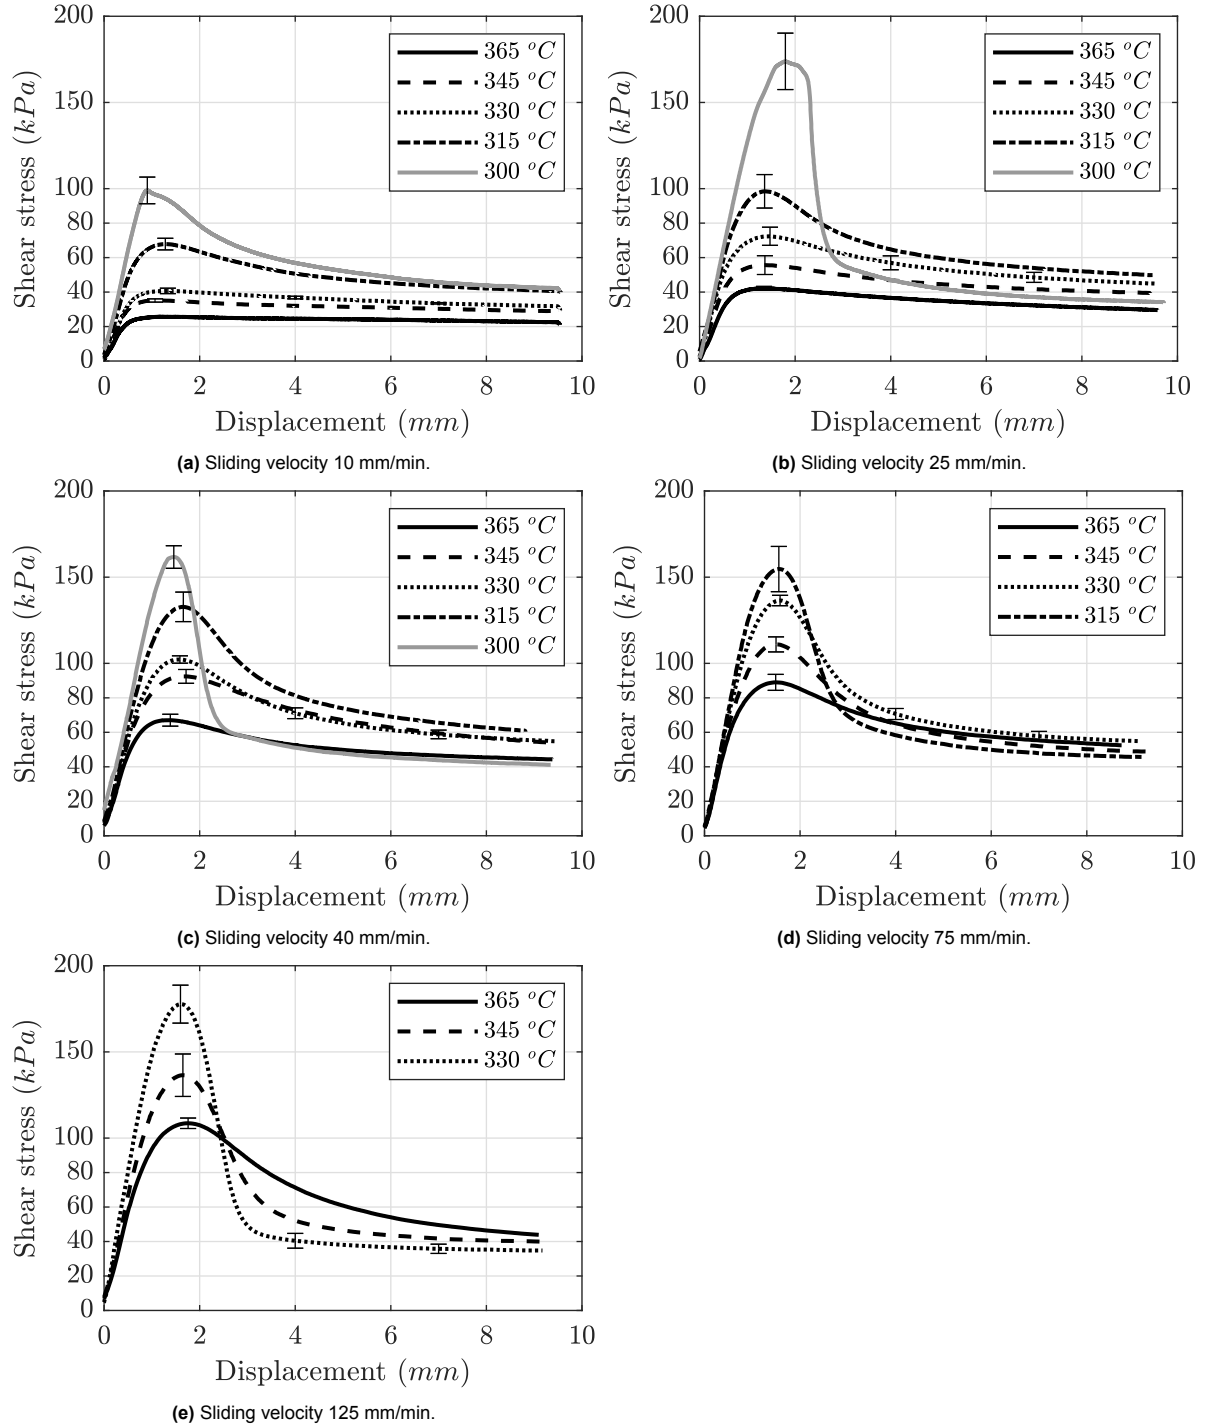 200
150
100
80
60
40
20
0
0 2 4 6 8 10
Shear stress (kPa)
Displacement (mm)
365 °C
345 °C
330 °C
315 °C
300 °C
(a) Sliding velocity 10 mm/min.
200
150
100
80
60
40
20
0
0 2 4 6 8 10
Shear stress (kPa)
Displacement (mm)
365 °C
345 °C
330 °C
315 °C
300 °C
(b) Sliding velocity 25 mm/min.
200
150
100
80
60
40
20
0
0 2 4 6 8 10
Shear stress (kPa)
Displacement (mm)
365 °C
345 °C
330 °C
315 °C
300 °C
(c) Sliding velocity 40 mm/min.
200
150
100
80
60
40
20
0
0 2 4 6 8 10
Shear stress (kPa)
Displacement (mm)
365 °C
345 °C
330 °C
315 °C
(d) Sliding velocity 75 mm/min.
200
150
100
80
60
40
20
0
0 2 4 6 8 10
Shear stress (kPa)
Displacement (mm)
365 °C
345 °C
330 °C
(e) Sliding velocity 125 mm/min.